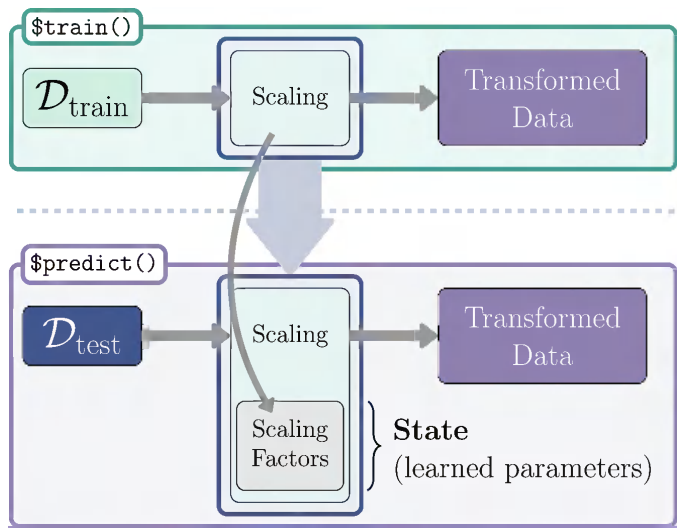 $train()
𝒟train
Scaling
Transformed
Data
$predict()
𝒟test
Scaling
Transformed
Data
Scaling
Factors
State
(learned parameters)